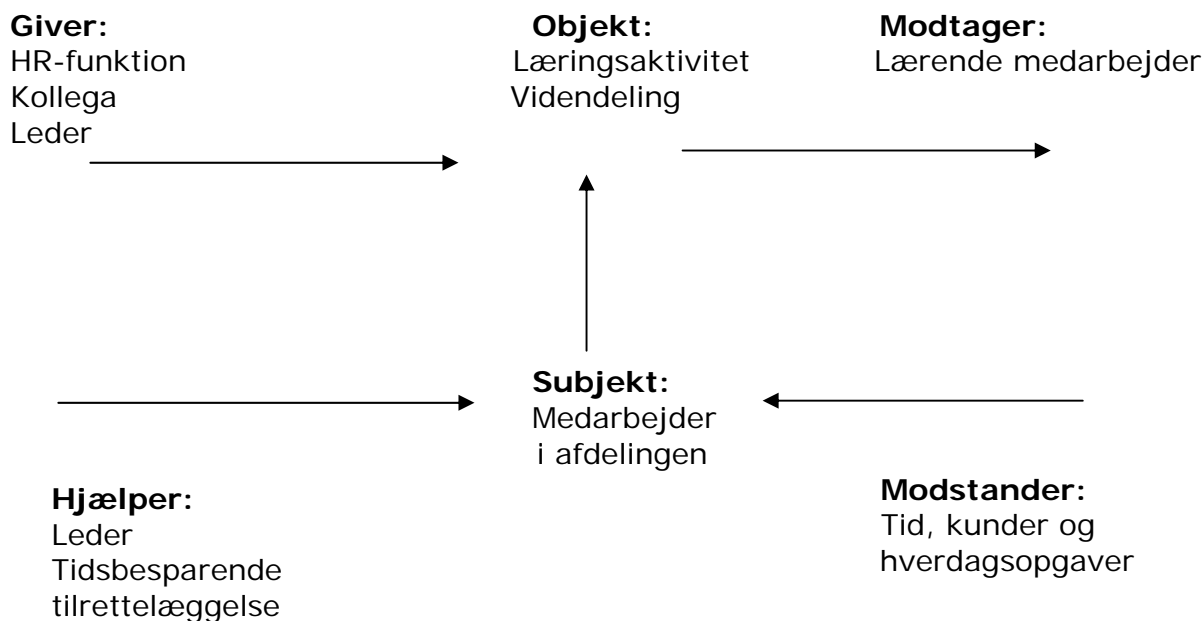 Giver:
HR-funktion
Kollega
Leder
Objekt:
Læringsaktivitet
Videndeling
Modtager:
Lærende medarbejder
Subjekt:
Medarbejder
i afdelingen
Hjælper:
Leder
Tidsbesparende
tilrettelæggelse
Modstander:
Tid, kunder og
hverdagsopgaver